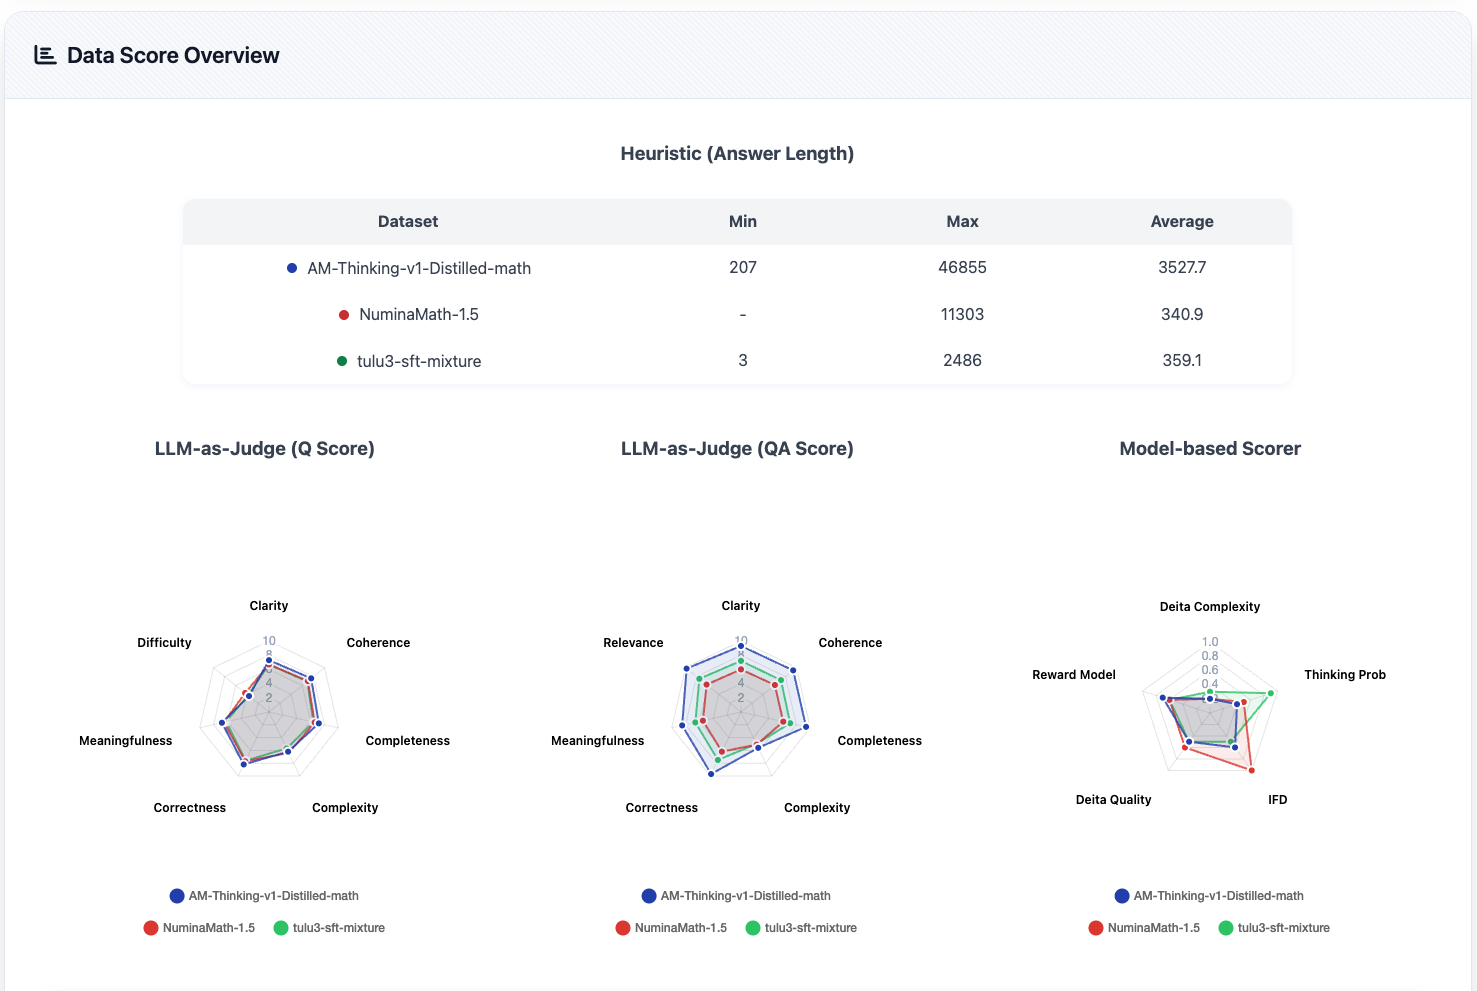 Data Score Overview
Heuristic (Answer Length)
Dataset Min Max Average
AM-Thinking-v1-Distilled-math 207 46855 3527.7
NuminaMath-1.5 - 11303 340.9
tulu3-sft-mixture 3 2486 359.1
LLM-as-Judge (Q Score)
Clarity
Coherence
Completeness
Complexity
Correctness
Meaningfulness
Difficulty
10
8
4
2
AM-Thinking-v1-Distilled-math
NuminaMath-1.5 tulu3-sft-mixture
LLM-as-Judge (QA Score)
Clarity
Coherence
Completeness
Complexity
Correctness
Meaningfulness
Relevance
10
8
4
2
AM-Thinking-v1-Distilled-math
NuminaMath-1.5 tulu3-sft-mixture
Model-based Scorer
Deita Complexity
Thinking Prob
IFD
Deita Quality
Reward Model
1.0
0.8
0.6
0.4
AM-Thinking-v1-Distilled-math
NuminaMath-1.5 tulu3-sft-mixture